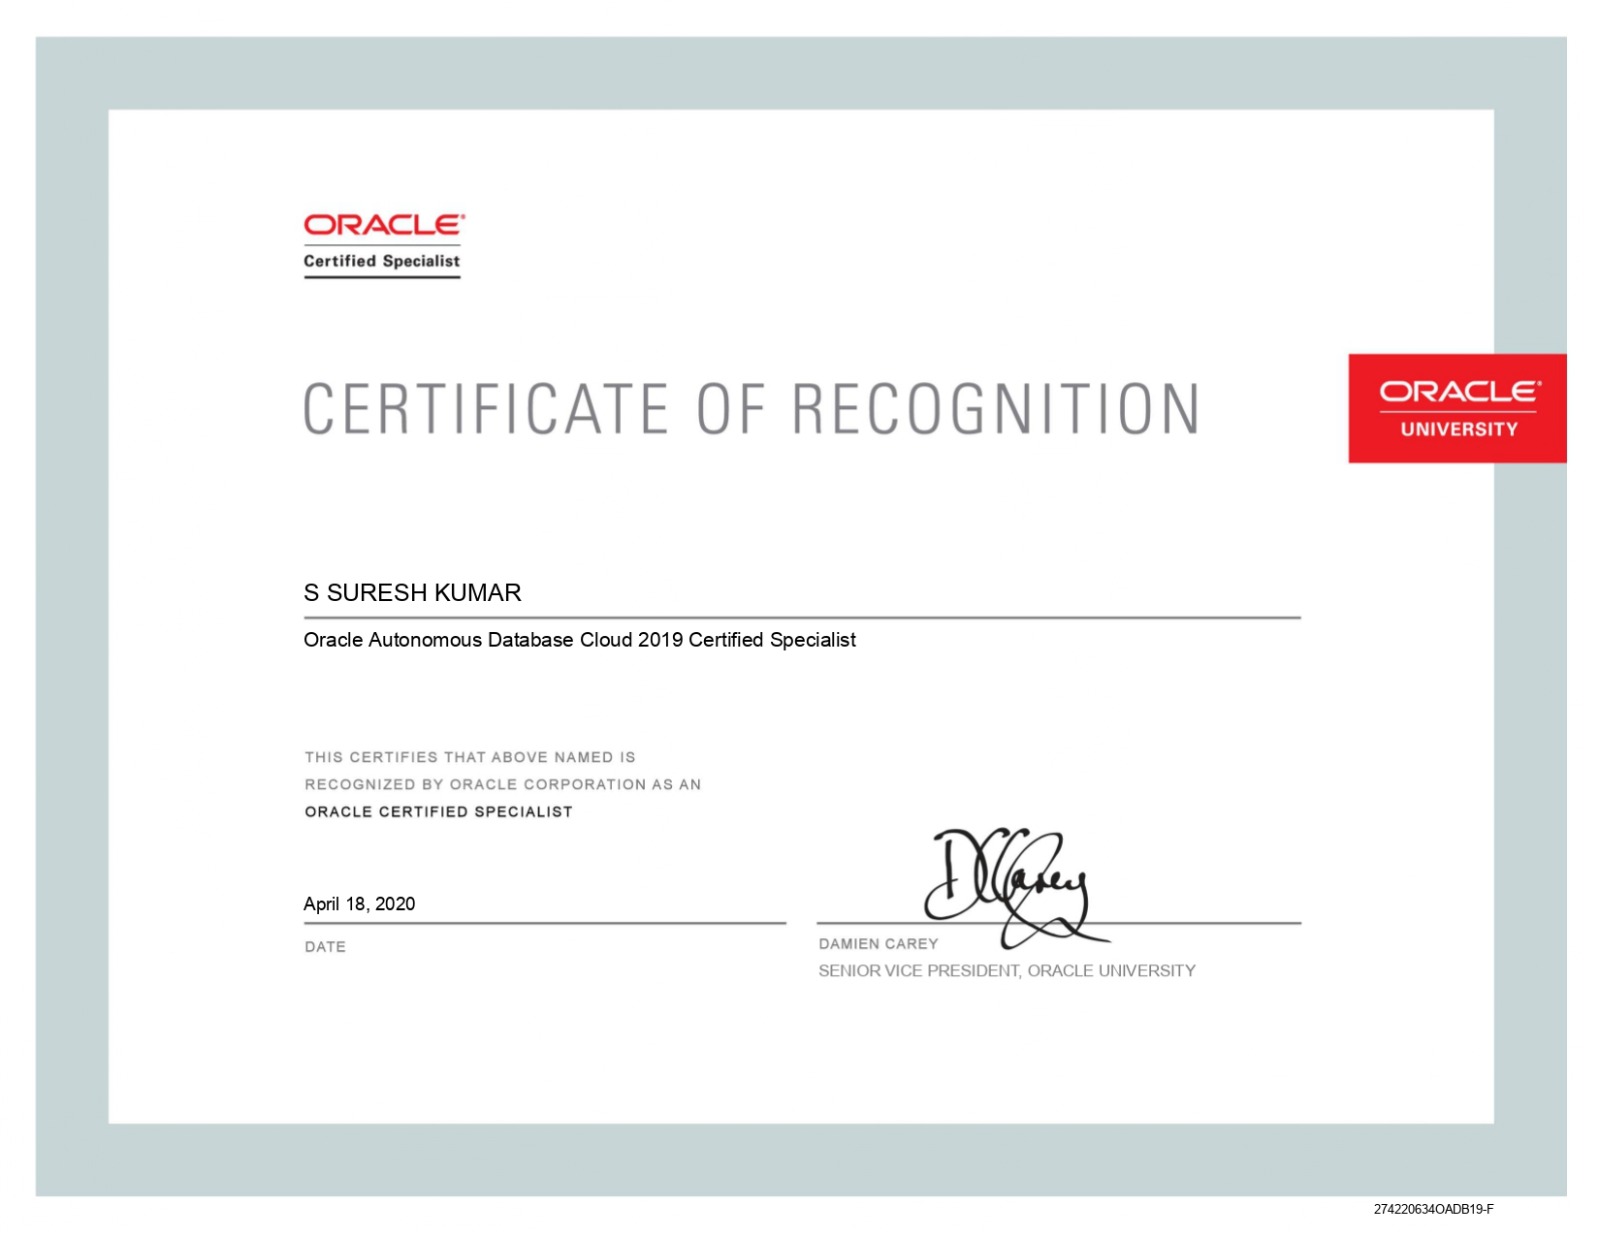 ORACLE®
Certified Specialist
CERTIFICATE OF RECOGNITION
ORACLE®
UNIVERSITY
S SURESH KUMAR
Oracle Autonomous Database Cloud 2019 Certified Specialist
THIS CERTIFIES THAT ABOVE NAMED IS
RECOGNIZED BY ORACLE CORPORATION AS AN
ORACLE CERTIFIED SPECIALIST
April 18, 2020
DATE
DCarey
DAMIEN CAREY
SENIOR VICE PRESIDENT, ORACLE UNIVERSITY
274220634OADB19-F